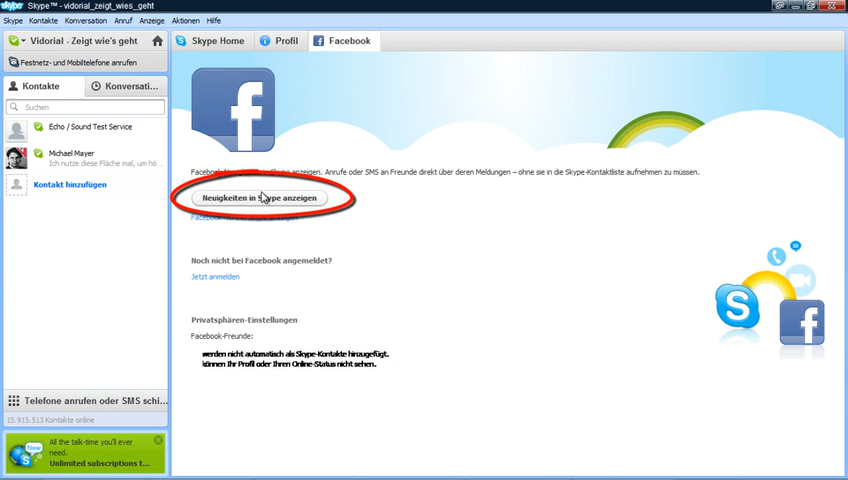 Skype™ - vidorial_zeigt_wies_geht
Skype Kontakte Konversation Anruf Anzeige Aktionen Hilfe
Vidorial - Zeigt wie's geht
Skype Home Profil Facebook
Festnetz- und Mobiltelefone anrufen
Kontakte Konversati...
Suchen
Echo / Sound Test Service
Michael Mayer
Ich nutze diese Fläche mal, um hö...
Kontakt hinzufügen
anzeigen. Anrufe oder SMS an Freunde direkt über deren Meldungen – ohne sie in die Skype-Kontaktliste aufnehmen zu müssen.
Neuigkeiten in Skype anzeigen
Noch nicht bei Facebook angemeldet?
Jetzt anmelden
Privatsphären-Einstellungen
Facebook-Freunde:
werden nicht automatisch als Skype-Kontakte hinzugefügt.
können Ihr Profil oder Ihren Online-Status nicht sehen.
Telefone anrufen oder SMS schi...
15.915.513 Kontakte online
New
All the talk-time you'll ever
need.
Unlimited subscriptions t...